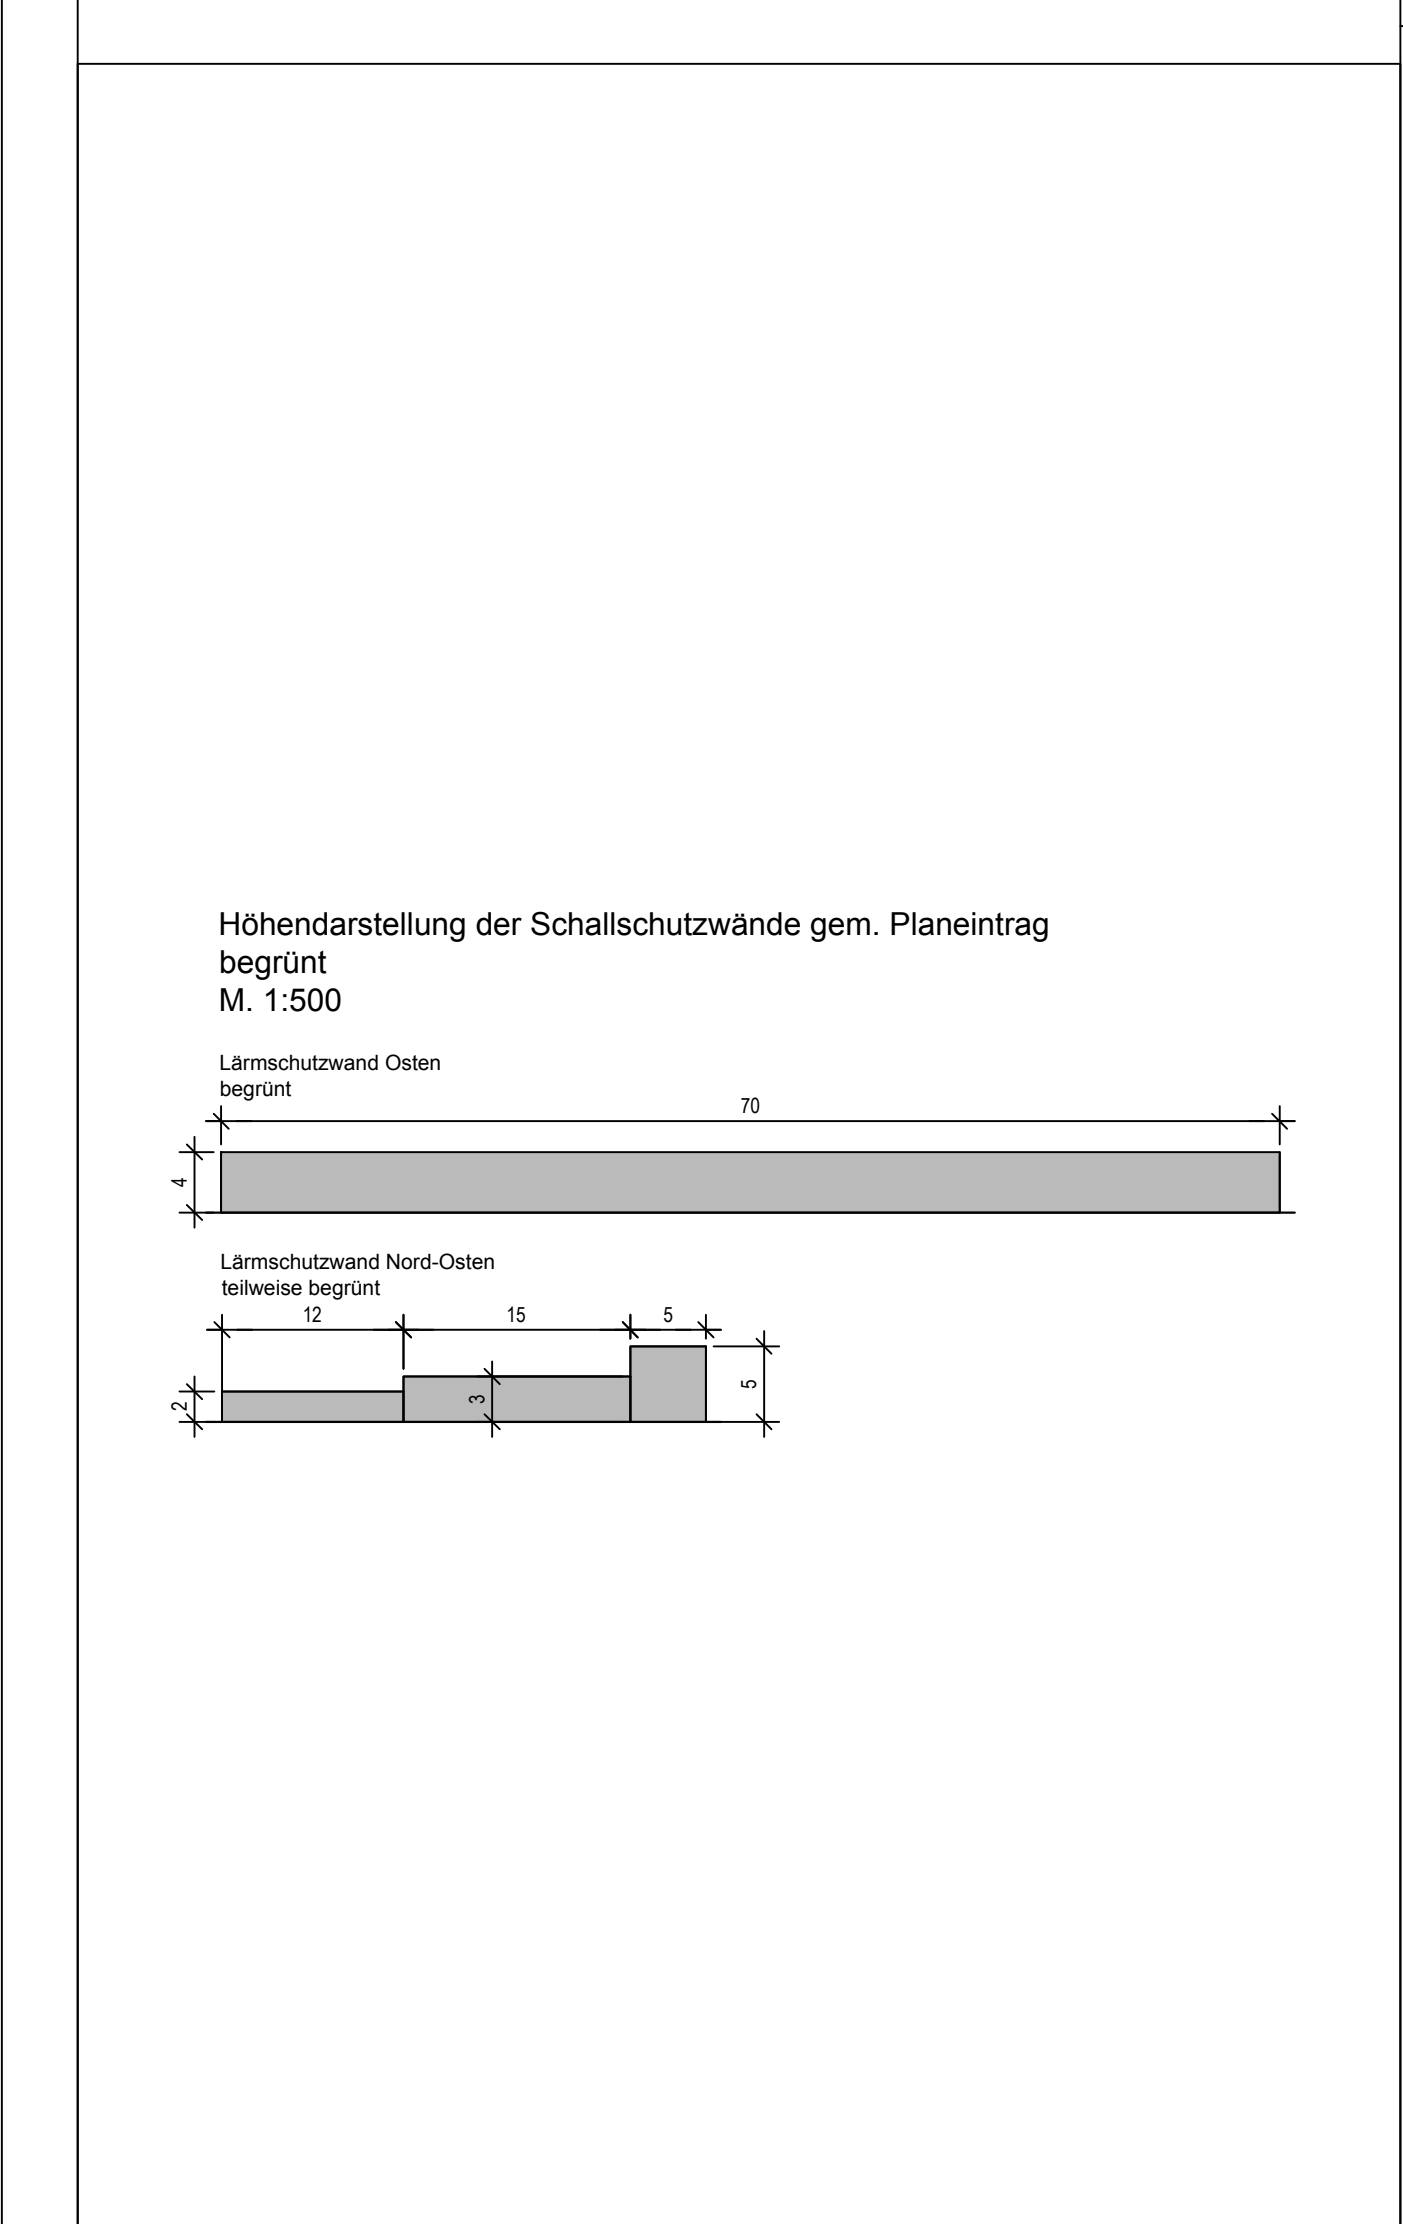 Höhendarstellung der Schallschutzwände gem. Planeintrag
begrünt
M. 1:500
Lärmschutzwand Osten
begrünt
70
4
Lärmschutzwand Nord-Osten
teilweise begrünt
12 15 5
2 3 5